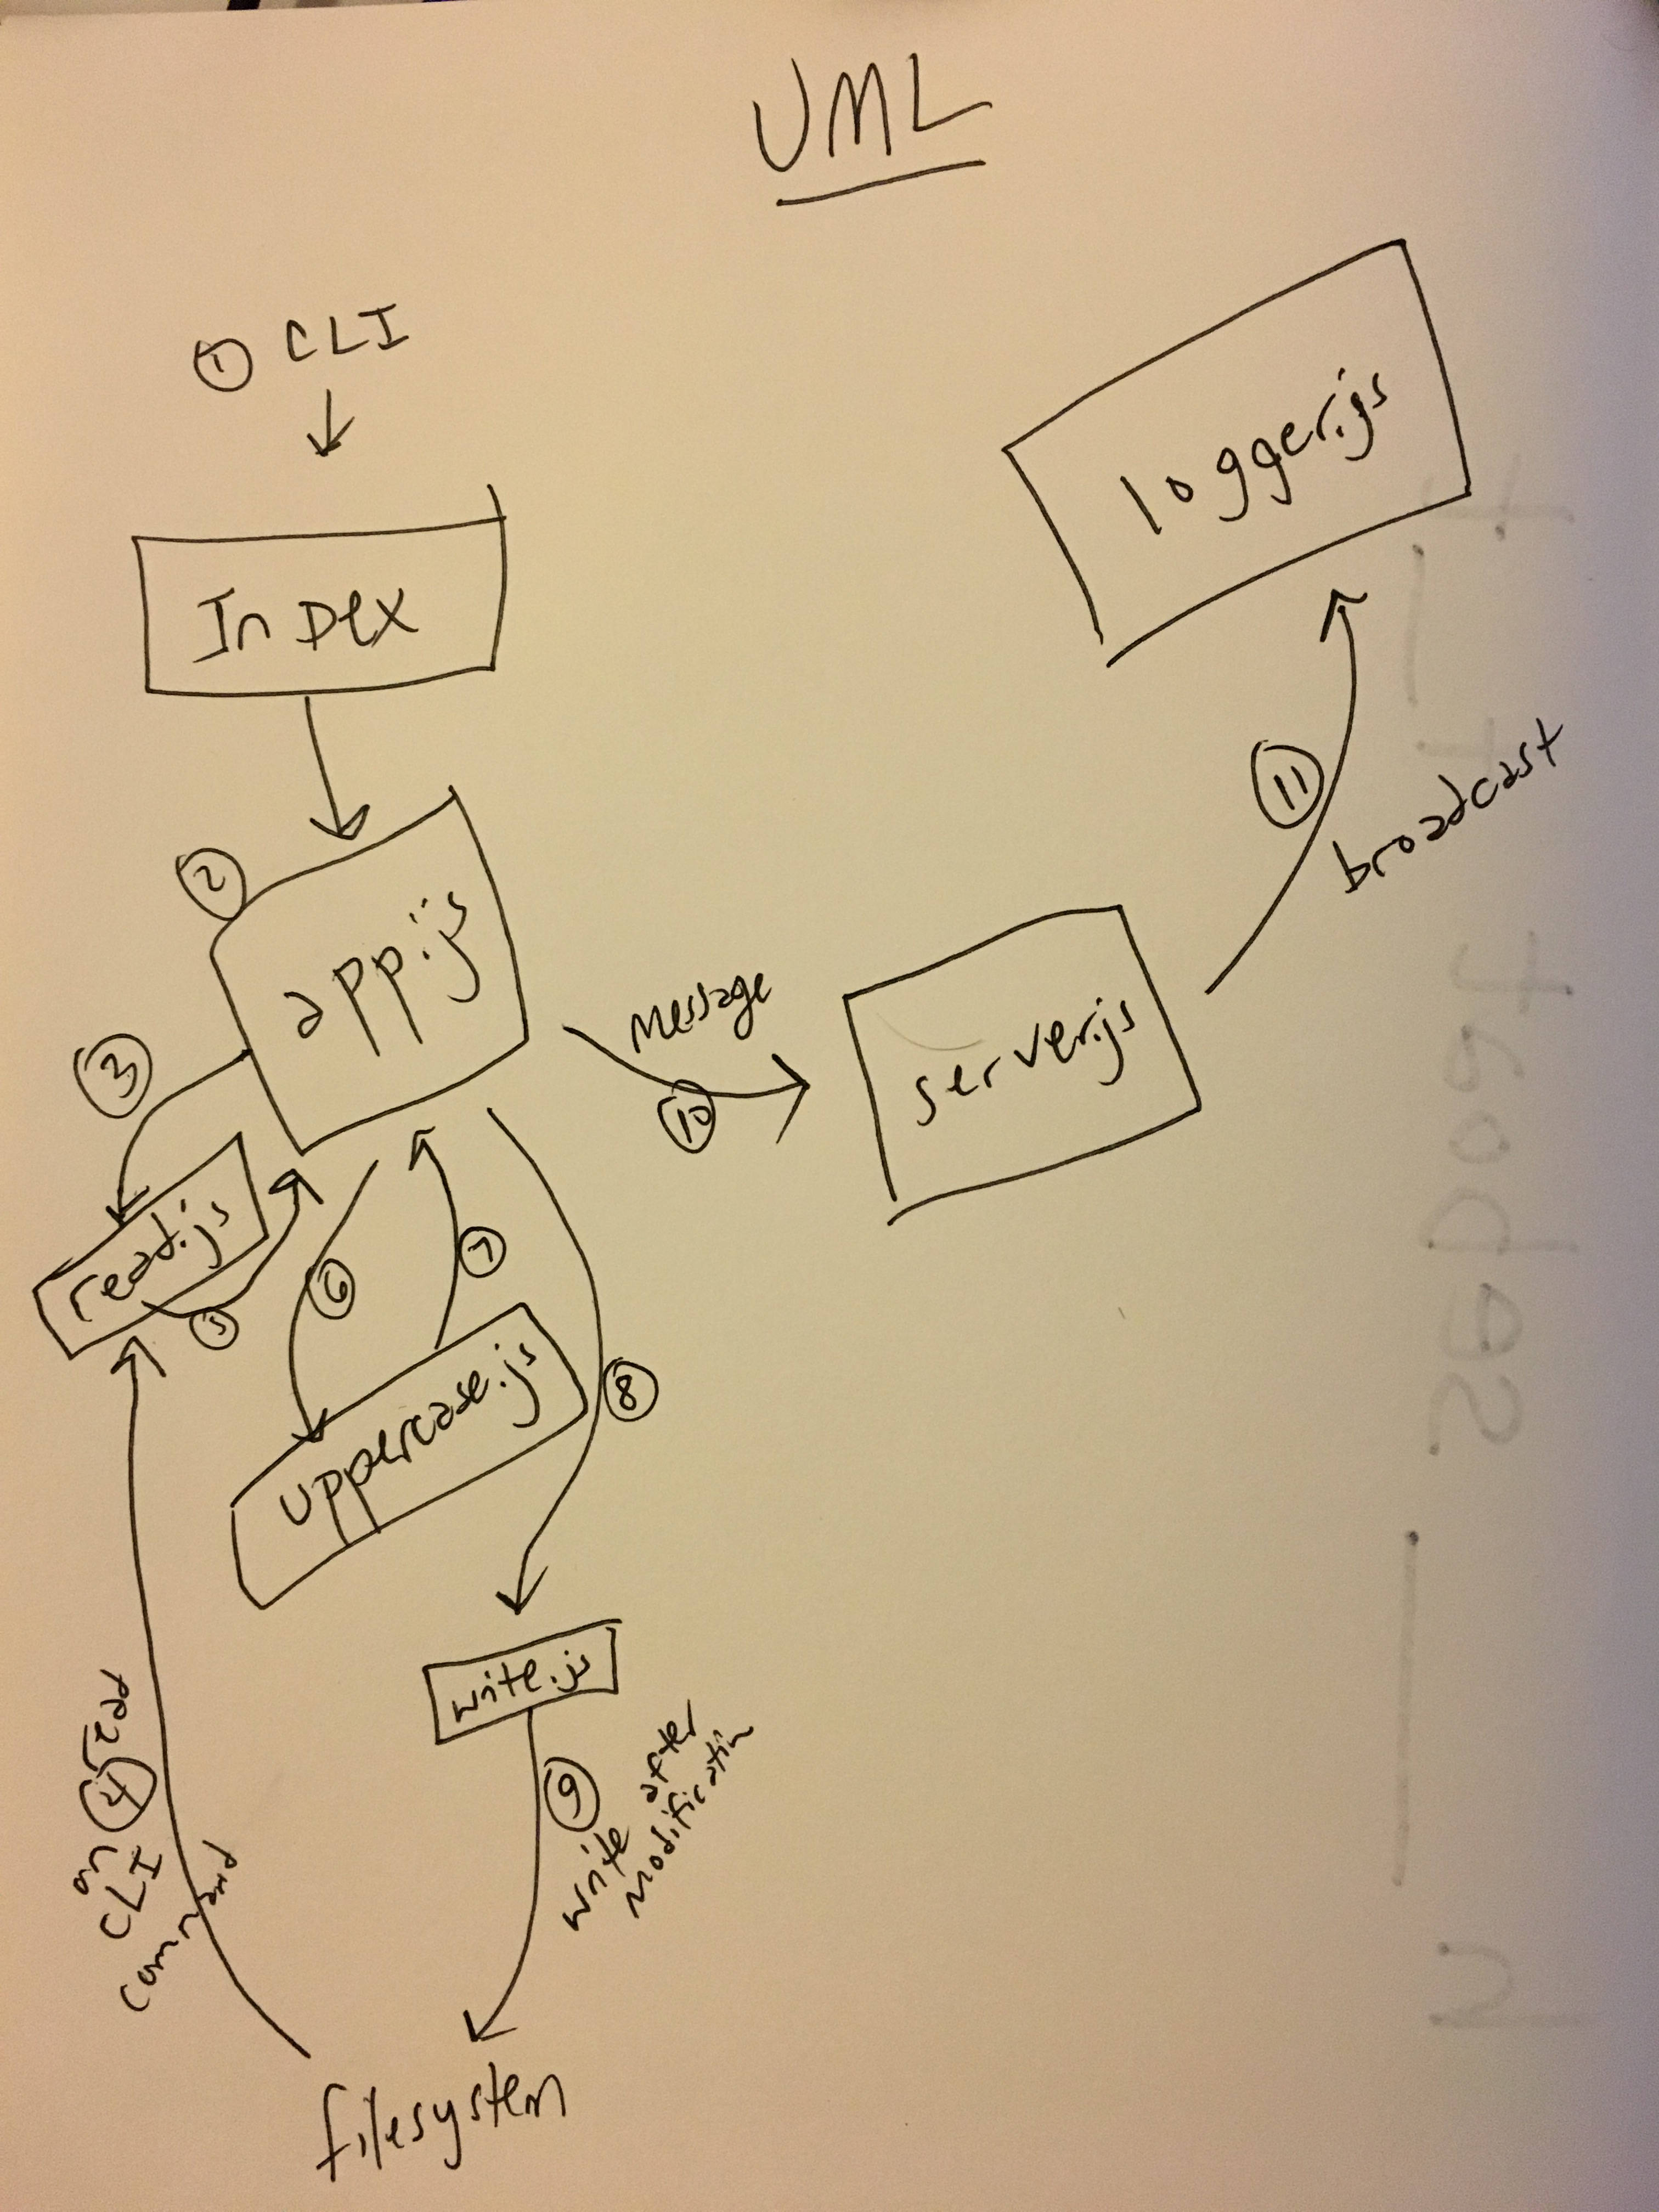 UML
① CLI
Index
②
app.js
③
read.js
⑤
⑥
⑦
uppercase.js
⑧
write.js
④ read
on
CLI
command
⑨
write after
modificatin
filesystem
message
⑩
server.js
⑪
broadcast
logger.js